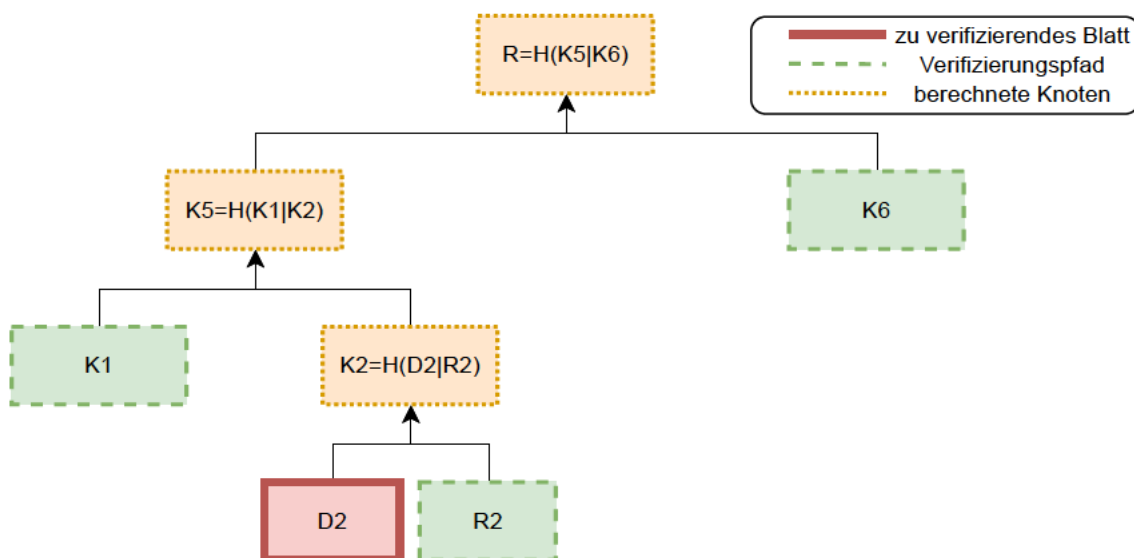 R=H(K5|K6)
zu verifizierendes Blatt
Verifizierungspfad
berechnete Knoten
K5=H(K1|K2)
K6
K1
K2=H(D2|R2)
D2
R2